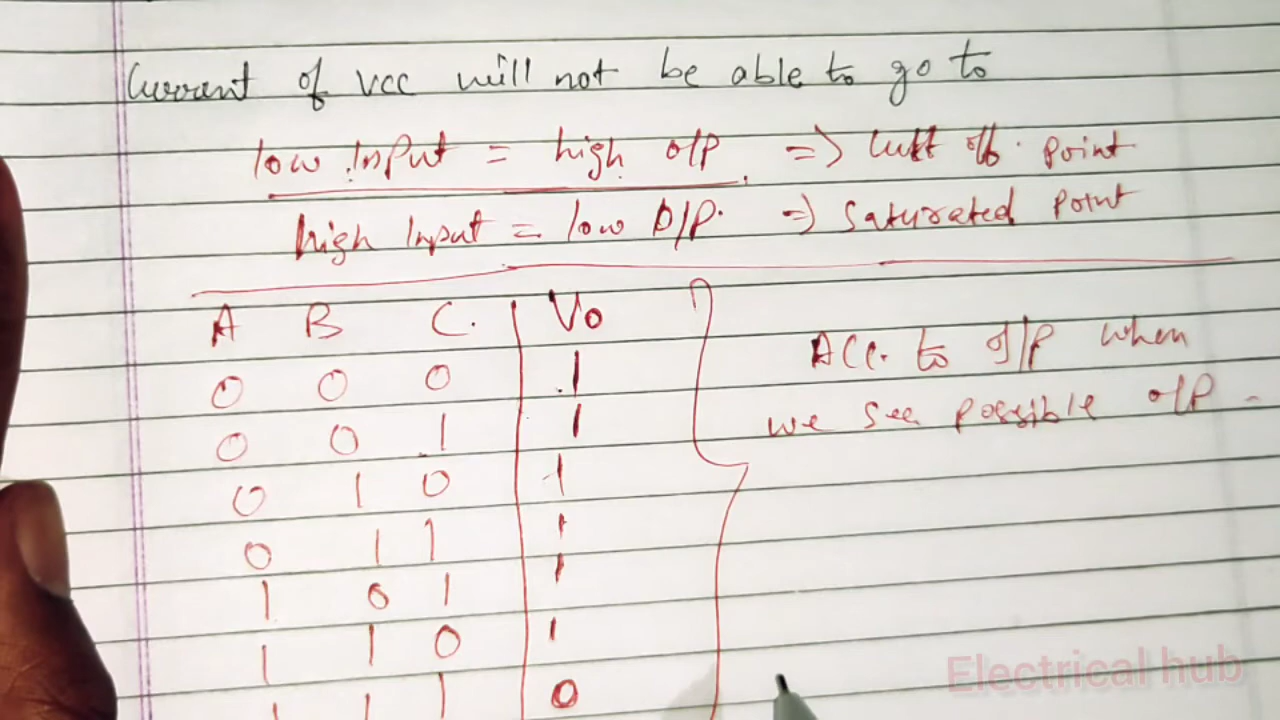 Current of vcc will not be able to go to
low Input = high o/p => Cutt off. point
high Input = low O/P. => Saturated point
A B C. Vo
0 0 0 1
0 0 1 1
0 1 0 1
0 1 1 1
1 0 1 1
1 1 0 1
1 1 1 0
Acc. to I/P when
we see possible o/p -
Electrical hub